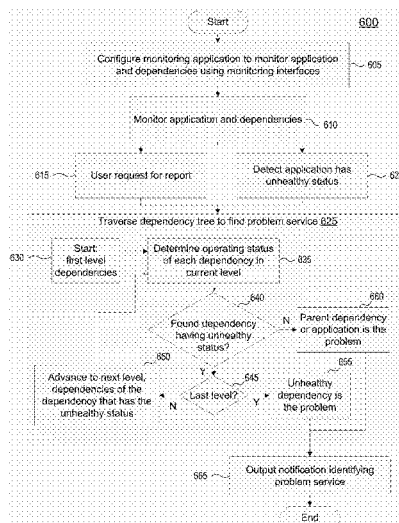 Start
600
Configure monitoring application to monitor application
and dependencies using monitoring interfaces
605
Monitor application and dependencies
610
615
User request for report
Detect application has
unhealthy status
62
Traverse dependency tree to find problem service 625
630
Start:
first level
dependencies
Determine operating status
of each dependency in
current level
635
640
Found dependency
having unhealthy
status?
N
660
Parent dependency
or application is the
problem
650
Y
645
655
Advance to next level,
dependencies of the
dependency that has the
unhealthy status
N
Last level?
Y
Unhealthy
dependency is
the problem
665
Output notification identifying
problem service
End